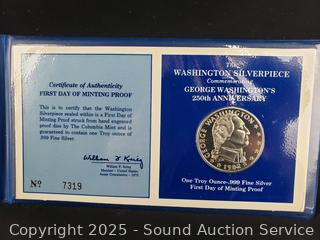 Certificate of Authenticity
FIRST DAY OF MINTING PROOF
This is to certify that the Washington
Silverpiece sealed within is a First Day of
Minting Proof struck from hand engraved
proof dies by The Columbia Mint and is
guaranteed to contain one Troy ounce of
.999 Fine Silver.
William F. Krieg
Member - United States
Assay Commission - 1975
Nº 7319
The
WASHINGTON SILVERPIECE
Commemorating
GEORGE WASHINGTON'S
250th ANNIVERSARY
GEORGE WASHINGTON
1982
One Troy Ounce-.999 Fine Silver
First Day of Minting Proof
Copyright 2025 - Sound Auction Service